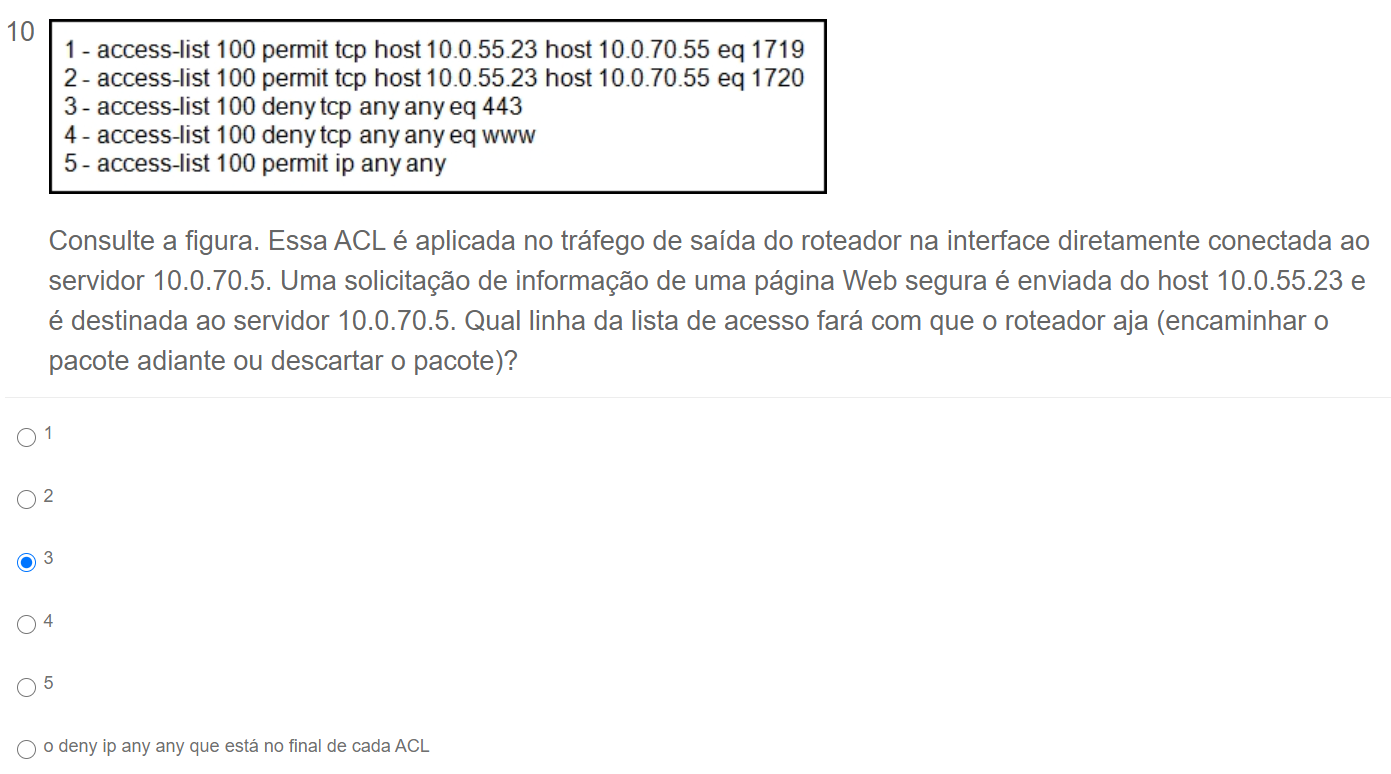 10
1 - access-list 100 permit tcp host 10.0.55.23 host 10.0.70.55 eq 1719
2 - access-list 100 permit tcp host 10.0.55.23 host 10.0.70.55 eq 1720
3 - access-list 100 deny tcp any any eq 443
4 - access-list 100 deny tcp any any eq www
5 - access-list 100 permit ip any any
Consulte a figura. Essa ACL é aplicada no tráfego de saída do roteador na interface diretamente conectada ao
servidor 10.0.70.5. Uma solicitação de informação de uma página Web segura é enviada do host 10.0.55.23 e
é destinada ao servidor 10.0.70.5. Qual linha da lista de acesso fará com que o roteador aja (encaminhar o
pacote adiante ou descartar o pacote)?
1
2
3
4
5
o deny ip any any que está no final de cada ACL